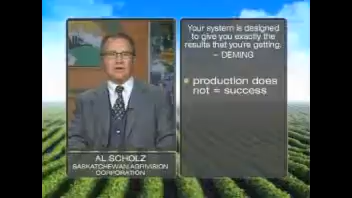 Your system is designed
to give you exactly the
results that you're getting.
– DEMING
production does
not = success
AL SCHOLZ
SASKATCHEWAN AGRIVISION
CORPORATION